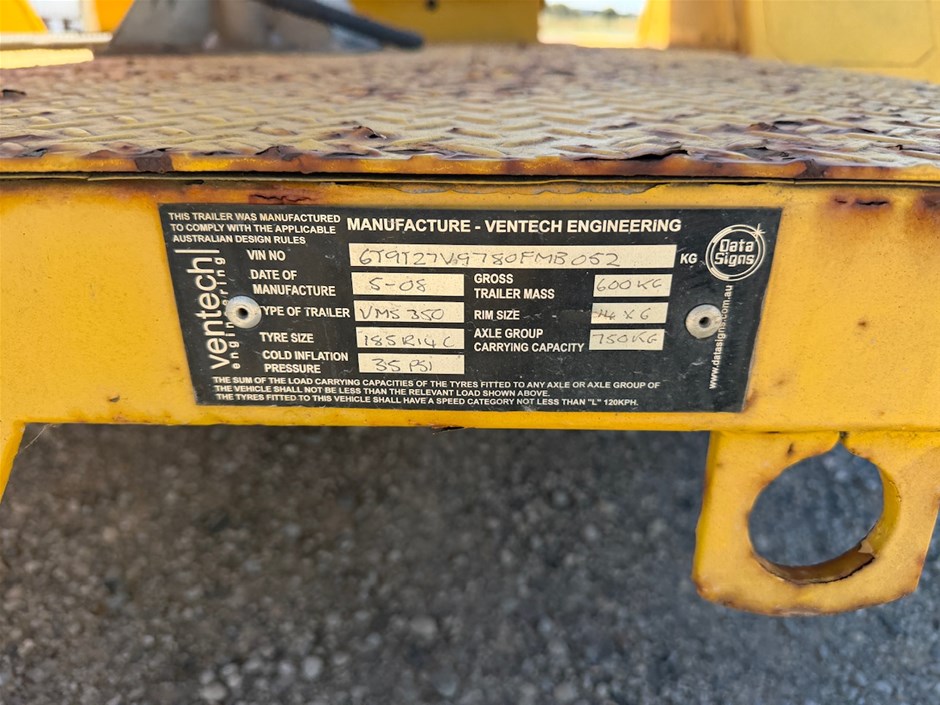 THIS TRAILER WAS MANUFACTURED
TO COMPLY WITH THE APPLICABLE
AUSTRALIAN DESIGN RULES
MANUFACTURE - VENTECH ENGINEERING
VIN NO
KG
DATE OF
MANUFACTURE
5-08
GROSS
TRAILER MASS
600KG
TYPE OF TRAILER
VMS 350
RIM SIZE
14 X 6
TYRE SIZE
185R14C
AXLE GROUP
CARRYING CAPACITY
750KG
COLD INFLATION
PRESSURE
35 PSI
THE SUM OF THE LOAD CARRYING CAPACITIES OF THE TYRES FITTED TO ANY AXLE OR AXLE GROUP OF
THE VEHICLE SHALL NOT BE LESS THAN THE RELEVANT LOAD SHOWN ABOVE.
THE TYRES FITTED TO THIS VEHICLE SHALL HAVE A SPEED CATEGORY NOT LESS THAN "L" 120KPH.
ventech
engineering
Data
Signs
www.datasigns.com.au